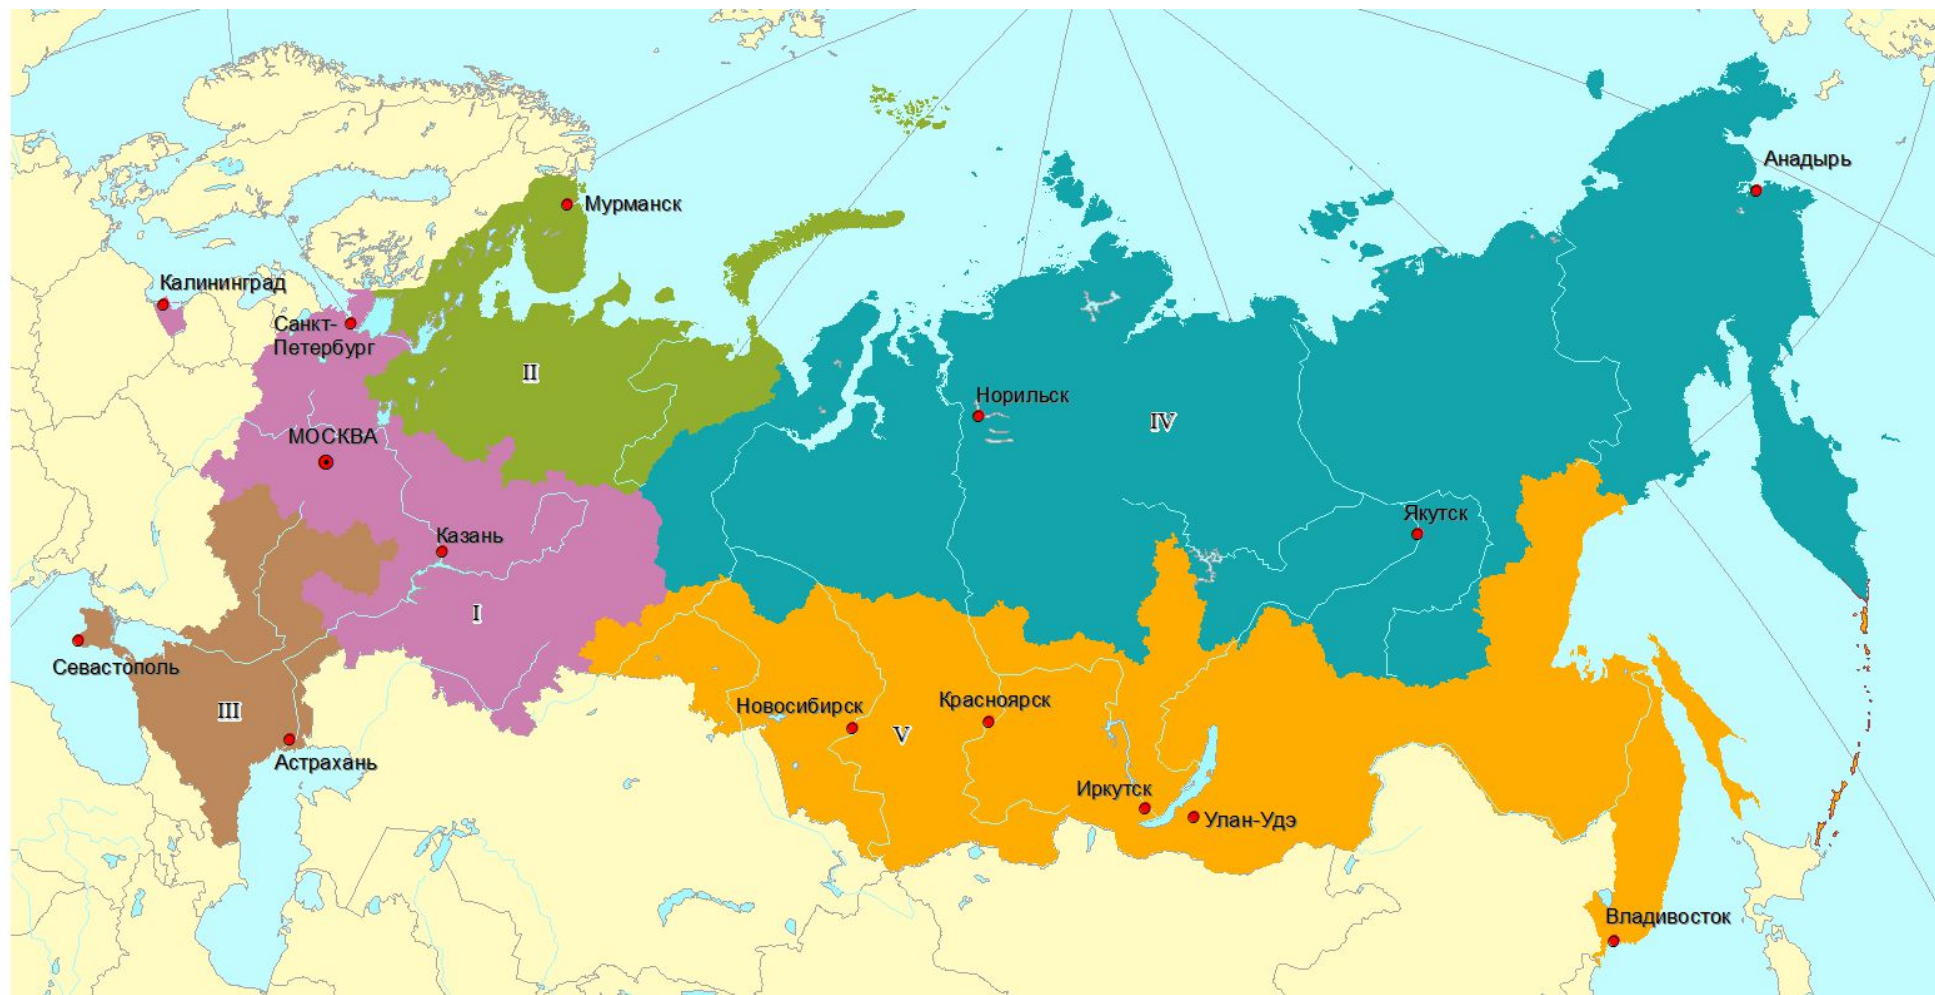 Анадырь
Мурманск
Калининград
Санкт-
Петербург
II
Норильск
IV
МОСКВА
Якутск
Казань
I
Севастополь
III
Новосибирск
Красноярск
V
Астрахань
Иркутск
Улан-Удэ
Владивосток